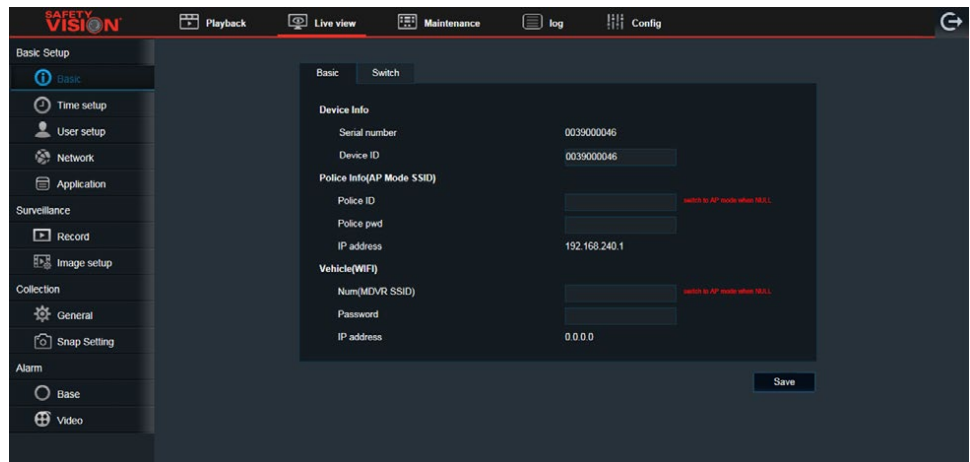 SAFETY
VISION
Playback
Live view
Maintenance
log
Config
Basic Setup
Basic
Time setup
User setup
Network
Application
Surveillance
Record
Image setup
Collection
General
Snap Setting
Alarm
Base
Video
Basic Switch
Device Info
Serial number 0039000046
Device ID 0039000046
Police Info(AP Mode SSID)
Police ID switch to AP mode when NULL
Police pwd
IP address 192.168.240.1
Vehicle(WIFI)
Num(MDVR SSID) switch to AP mode when NULL
Password
IP address 0.0.0.0
Save